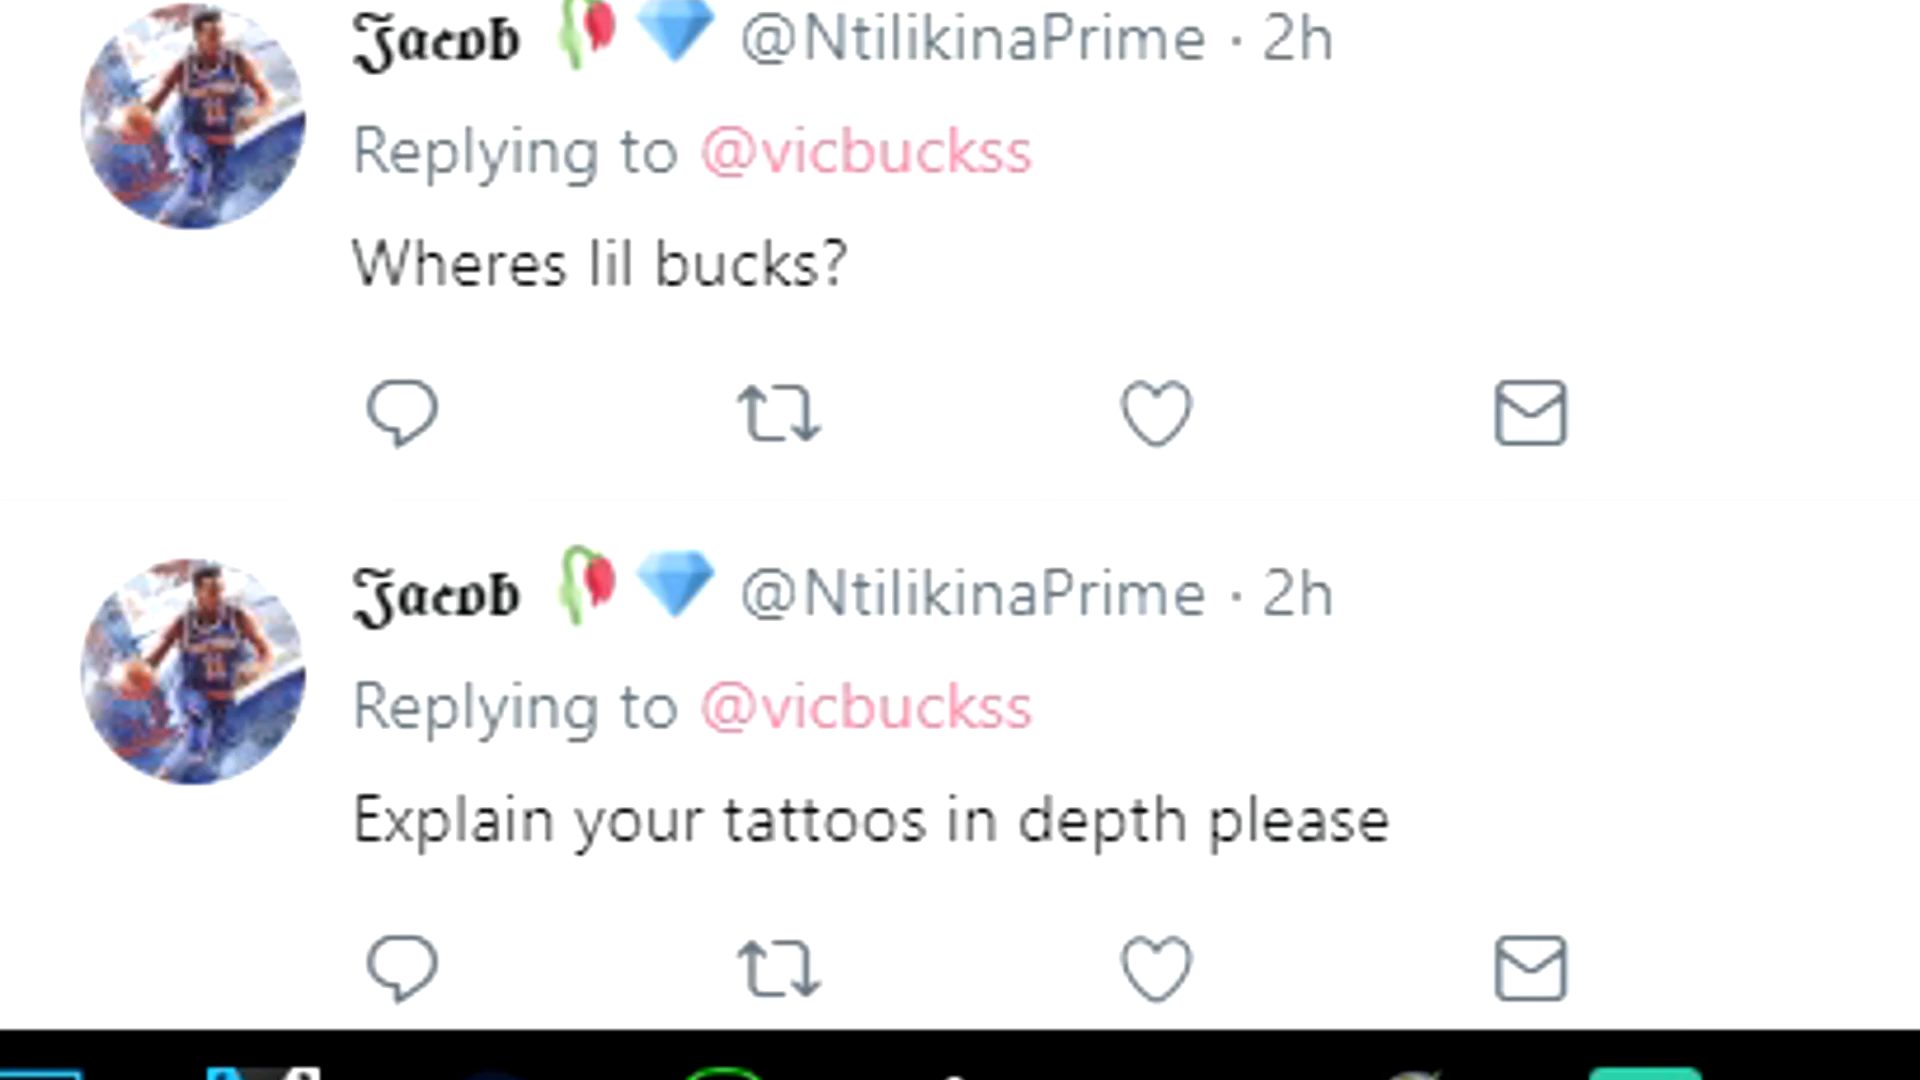 𝕵𝖆𝖈𝖔𝖇 🥀💎 @NtilikinaPrime · 2h
Replying to @vicbuckss
Wheres lil bucks?
𝕵𝖆𝖈𝖔𝖇 🥀💎 @NtilikinaPrime · 2h
Replying to @vicbuckss
Explain your tattoos in depth please